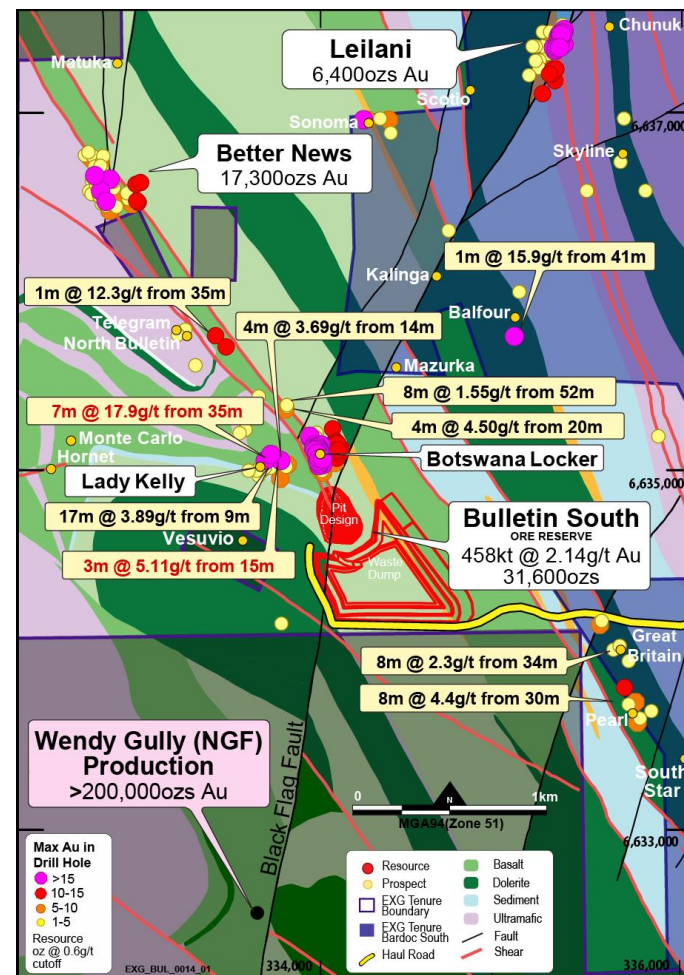 Leilani
6,400ozs Au
Chunuk
Matuka
Scotio
Sonoma
6,637,000
Better News
17,300ozs Au
Skyline
Kalinga
1m @ 15.9g/t from 41m
1m @ 12.3g/t from 35m
Balfour
Telegram
North Bulletin
4m @ 3.69g/t from 14m
Mazurka
8m @ 1.55g/t from 52m
7m @ 17.9g/t from 35m
4m @ 4.50g/t from 20m
Monte Carlo
Hornet
Botswana Locker
Lady Kelly
6,635,000
Pit
Design
Bulletin South
ORE RESERVE
458kt @ 2.14g/t Au
31,600ozs
17m @ 3.89g/t from 9m
Vesuvio
3m @ 5.11g/t from 15m
Waste
Dump
Great
Britain
8m @ 2.3g/t from 34m
8m @ 4.4g/t from 30m
Pearl
Wendy Gully (NGF)
Production
>200,000ozs Au
Black Flag Fault
South
Star
0
N
1km
MGA94(Zone 51)
6,633,000
Max Au in
Drill Hole
>15
10-15
5-10
1-5
Resource
oz @ 0.6g/t
cutoff
Resource
Prospect
EXG Tenure
Boundary
EXG Tenure
Bardoc South
Haul Road
Basalt
Dolerite
Sediment
Ultramafic
Fault
Shear
EXG_BUL_0014_01
334,000
336,000